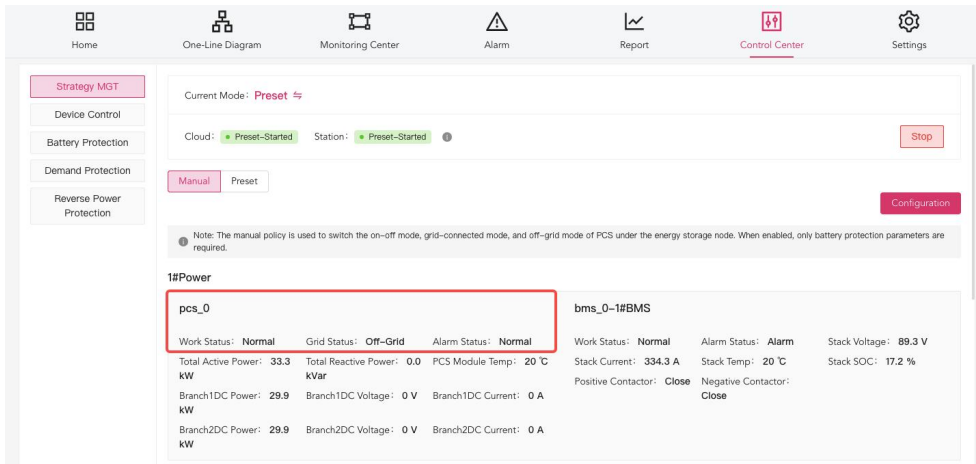 Home One-Line Diagram Monitoring Center Alarm Report Control Center Settings
Strategy MGT
Device Control
Battery Protection
Demand Protection
Reverse Power
Protection
Current Mode: Preset
Cloud: Preset-Started Station: Preset-Started
Stop
Manual Preset
Configuration
Note: The manual policy is used to switch the on-off mode, grid-connected mode, and off-grid mode of PCS under the energy storage node. When enabled, only battery protection parameters are
required.
1#Power
pcs_0
Work Status: Normal Grid Status: Off-Grid Alarm Status: Normal
Total Active Power: 33.3 Total Reactive Power: 0.0 PCS Module Temp: 20 ℃
kW kVar
Branch1DC Power: 29.9 Branch1DC Voltage: 0 V Branch1DC Current: 0 A
kW
Branch2DC Power: 29.9 Branch2DC Voltage: 0 V Branch2DC Current: 0 A
kW
bms_0-1#BMS
Work Status: Normal Alarm Status: Alarm Stack Voltage: 89.3 V
Stack Current: 334.3 A Stack Temp: 20 ℃ Stack SOC: 17.2 %
Positive Contactor: Close Negative Contactor:
Close